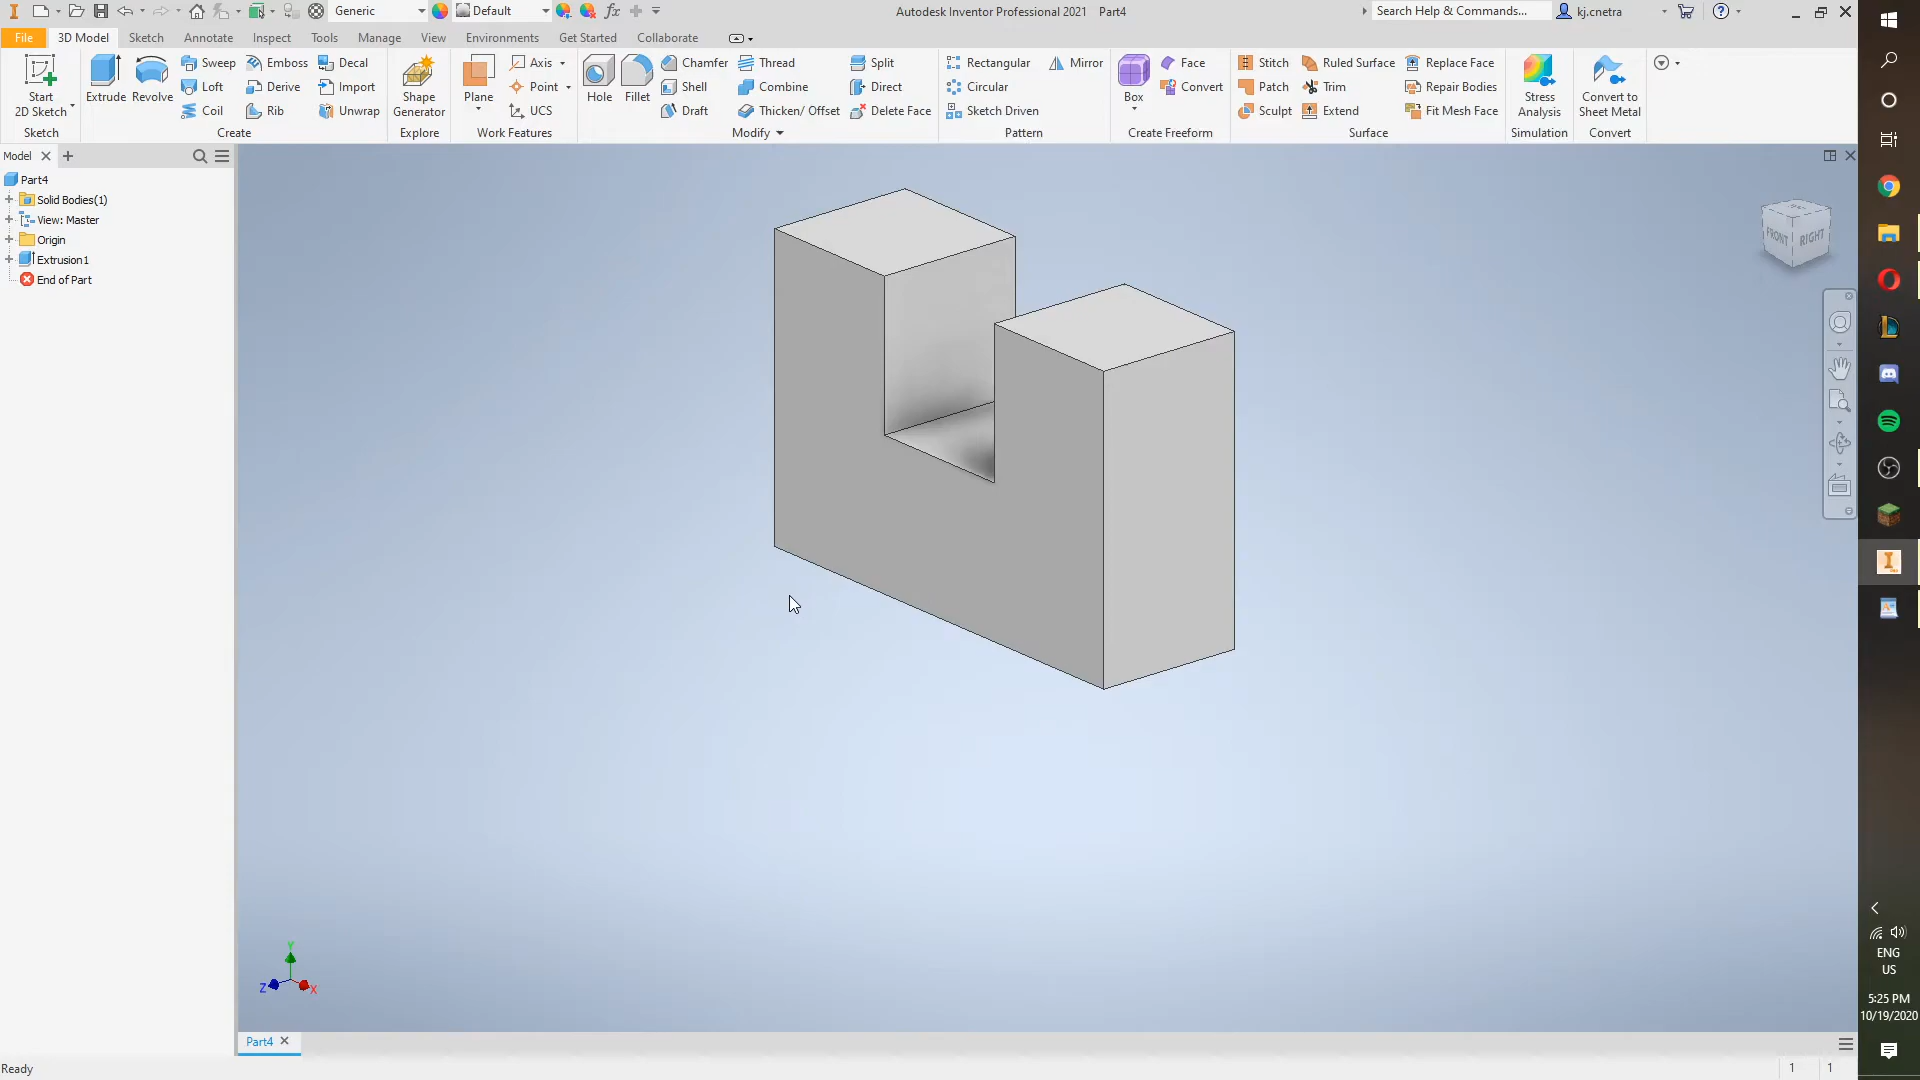 Generic
Default
Autodesk Inventor Professional 2021 Part4
Search Help & Commands...
kj.cnetra
File
3D Model
Sketch
Annotate
Inspect
Tools
Manage
View
Environments
Get Started
Collaborate
Start
2D Sketch
Sketch
Extrude
Revolve
Sweep
Loft
Coil
Emboss
Derive
Rib
Decal
Import
Unwrap
Create
Shape
Generator
Explore
Plane
Axis
Point
UCS
Work Features
Hole
Fillet
Chamfer
Shell
Draft
Thread
Combine
Thicken/ Offset
Split
Direct
Delete Face
Modify
Rectangular
Circular
Sketch Driven
Mirror
Pattern
Box
Face
Convert
Create Freeform
Stitch
Patch
Sculpt
Ruled Surface
Trim
Extend
Replace Face
Repair Bodies
Fit Mesh Face
Surface
Stress
Analysis
Simulation
Convert to
Sheet Metal
Convert
Model
Part4
Solid Bodies(1)
View: Master
Origin
Extrusion1
End of Part
FRONT
RIGHT
Y
Z
X
Part4
Ready
1
1
ENG
US
5:25 PM
10/19/2020